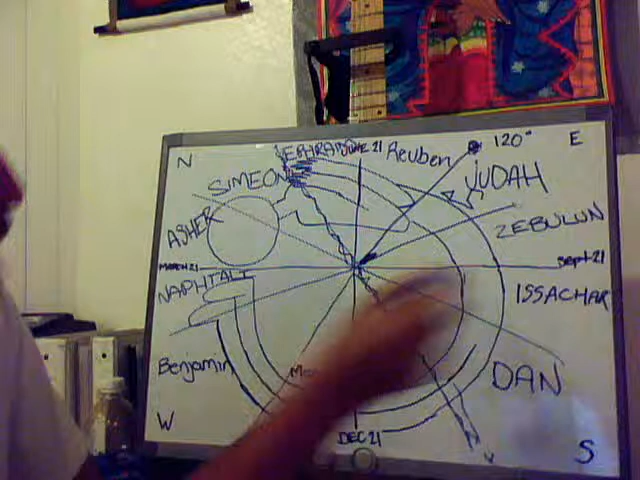 N
EPHRAIM
JUNE 21
Reuben
120°
E
SIMEON
JUDAH
ASHER
ZEBULUN
MARCH 21
Sept-21
NAPHTALI
ISSACHAR
Benjamin
DAN
W
DEC 21
S